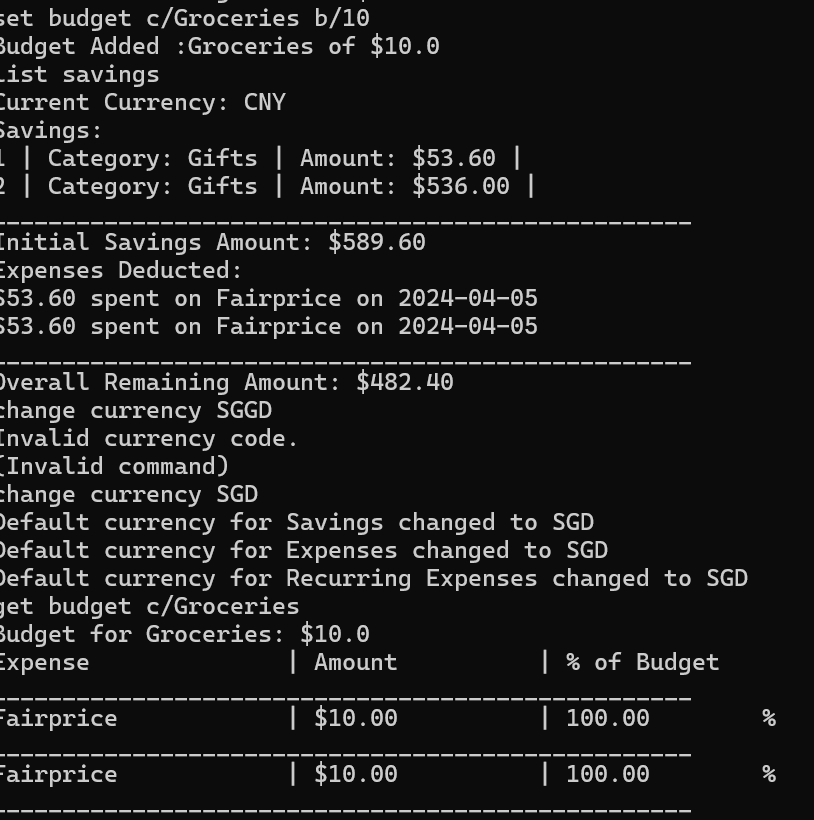 set budget c/Groceries b/10
Budget Added :Groceries of $10.0
list savings
Current Currency: CNY
Savings:
1 | Category: Gifts | Amount: $53.60 |
2 | Category: Gifts | Amount: $536.00 |
__________________________________________________
Initial Savings Amount: $589.60
Expenses Deducted:
$53.60 spent on Fairprice on 2024-04-05
$53.60 spent on Fairprice on 2024-04-05
__________________________________________________
Overall Remaining Amount: $482.40
change currency SGGD
Invalid currency code.
(Invalid command)
change currency SGD
Default currency for Savings changed to SGD
Default currency for Expenses changed to SGD
Default currency for Recurring Expenses changed to SGD
get budget c/Groceries
Budget for Groceries: $10.0
Expense | Amount | % of Budget
__________________________________________________
Fairprice | $10.00 | 100.00 %
__________________________________________________
Fairprice | $10.00 | 100.00 %
__________________________________________________